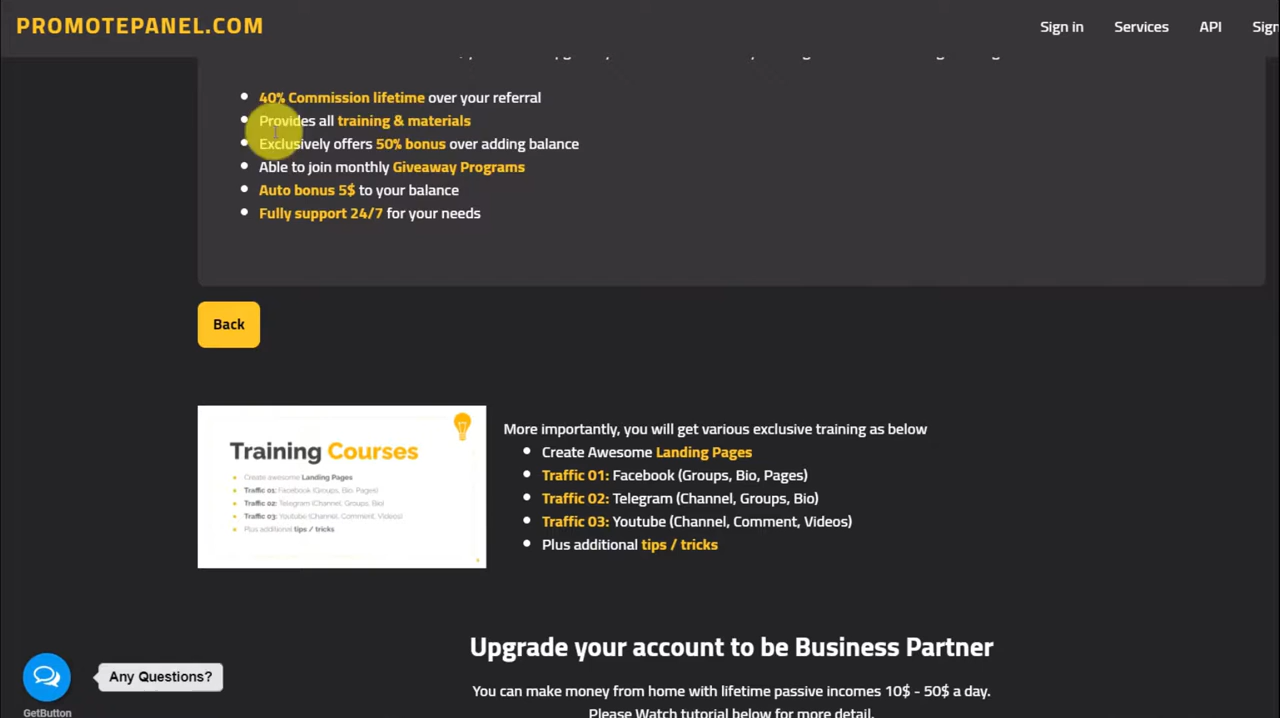 PROMOTEPANEL.COM
Sign in
Services
API
Sign
40% Commission lifetime over your referral
Provides all training & materials
Exclusively offers 50% bonus over adding balance
Able to join monthly Giveaway Programs
Auto bonus 5$ to your balance
Fully support 24/7 for your needs
Back
Training Courses
Create awesome Landing Pages
Traffic 01: Facebook (Groups, Bio, Pages)
Traffic 02: Telegram (Channel, Groups, Bio)
Traffic 03: Youtube (Channel, Comment, Videos)
Plus additional tips / tricks
More importantly, you will get various exclusive training as below
Create Awesome Landing Pages
Traffic 01: Facebook (Groups, Bio, Pages)
Traffic 02: Telegram (Channel, Groups, Bio)
Traffic 03: Youtube (Channel, Comment, Videos)
Plus additional tips / tricks
Upgrade your account to be Business Partner
You can make money from home with lifetime passive incomes 10$ - 50$ a day.
Please Watch tutorial below for more detail.
Any Questions?
GetButton